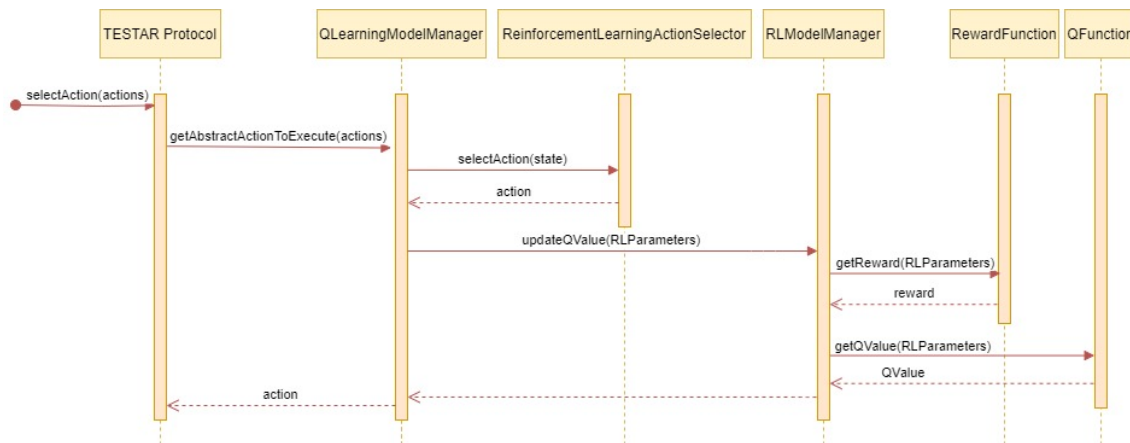 TESTAR Protocol
QLearningModelManager
ReinforcementLearningActionSelector
RLModelManager
RewardFunction
QFunction
selectAction(actions)
getAbstractActionToExecute(actions)
selectAction(state)
action
updateQValue(RLParameters)
getReward(RLParameters)
reward
getQValue(RLParameters)
QValue
action